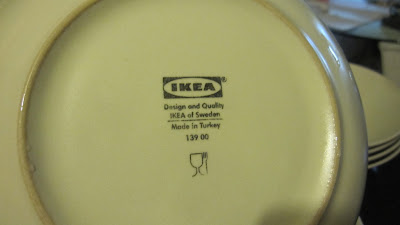 IKEA®
Design and Quality
IKEA of Sweden
Made in Turkey
139 00